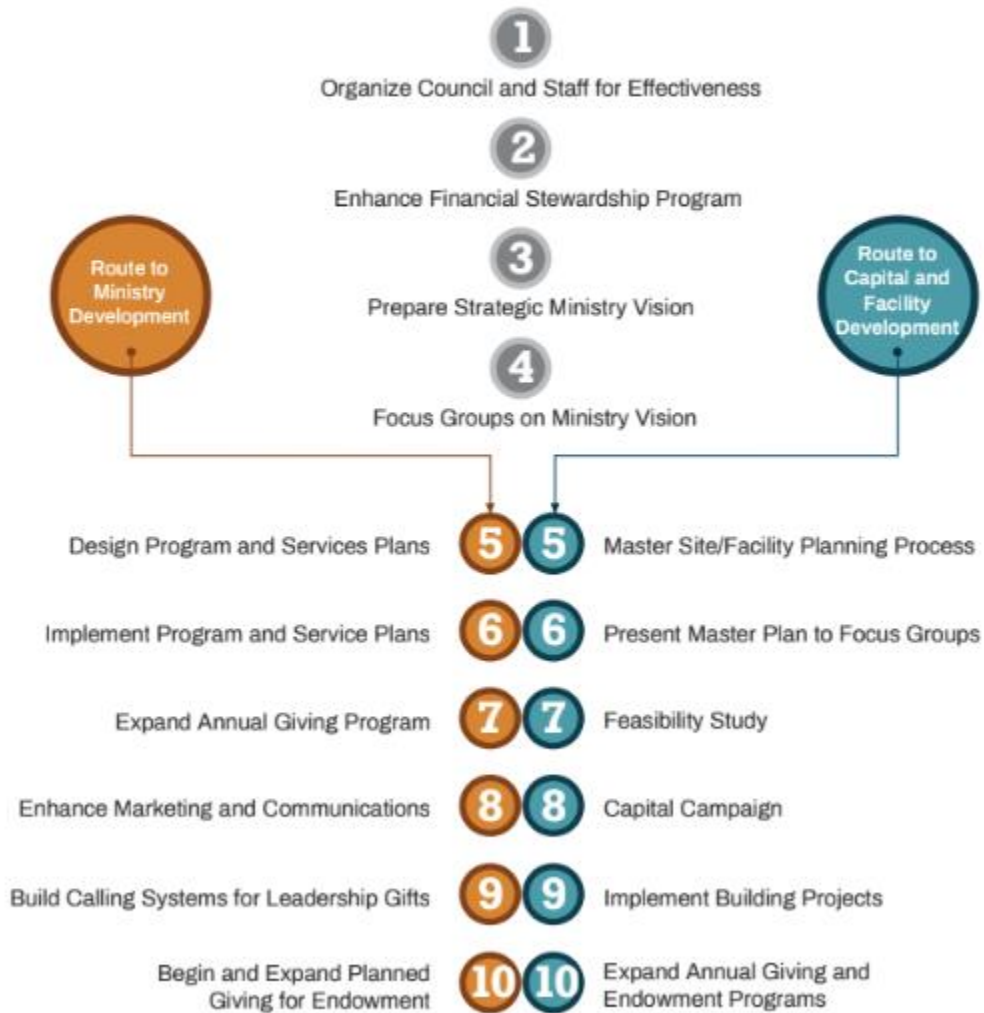 1
Organize Council and Staff for Effectiveness
2
Enhance Financial Stewardship Program
3
Prepare Strategic Ministry Vision
4
Focus Groups on Ministry Vision
Route to
Ministry
Development
Route to
Capital and
Facility
Development
Design Program and Services Plans 5 5 Master Site/Facility Planning Process
Implement Program and Service Plans 6 6 Present Master Plan to Focus Groups
Expand Annual Giving Program 7 7 Feasibility Study
Enhance Marketing and Communications 8 8 Capital Campaign
Build Calling Systems for Leadership Gifts 9 9 Implement Building Projects
Begin and Expand Planned
Giving for Endowment
10 10
Expand Annual Giving and
Endowment Programs